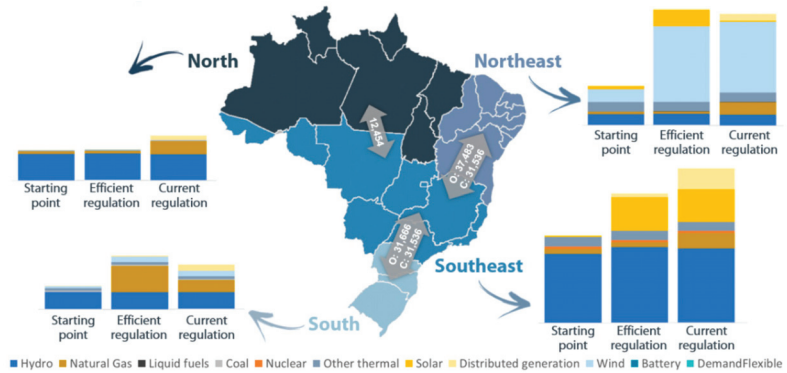 North
Northeast
Starting point
Efficient regulation
Current regulation
12,454
O: 37,483
C: 31,536
Starting point
Efficient regulation
Current regulation
O: 31,666
C: 31,536
Southeast
Starting point
Efficient regulation
Current regulation
South
Starting point
Efficient regulation
Current regulation
Hydro Natural Gas Liquid fuels Coal Nuclear Other thermal Solar Distributed generation Wind Battery DemandFlexible